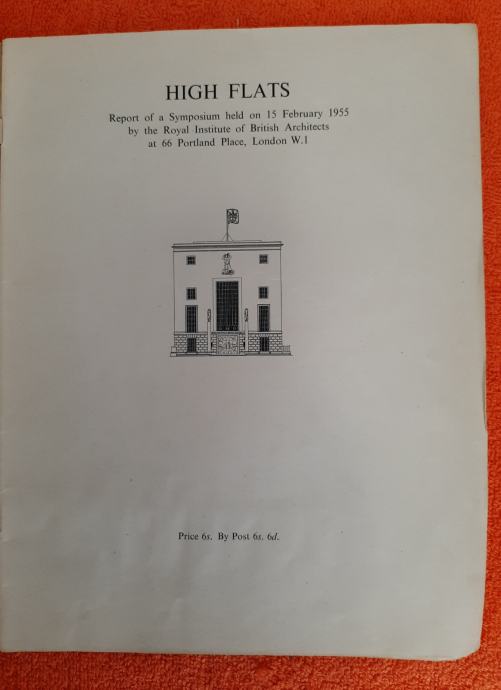 HIGH FLATS
Report of a Symposium held on 15 February 1955
by the Royal Institute of British Architects
at 66 Portland Place, London W.1
Price 6s. By Post 6s. 6d.